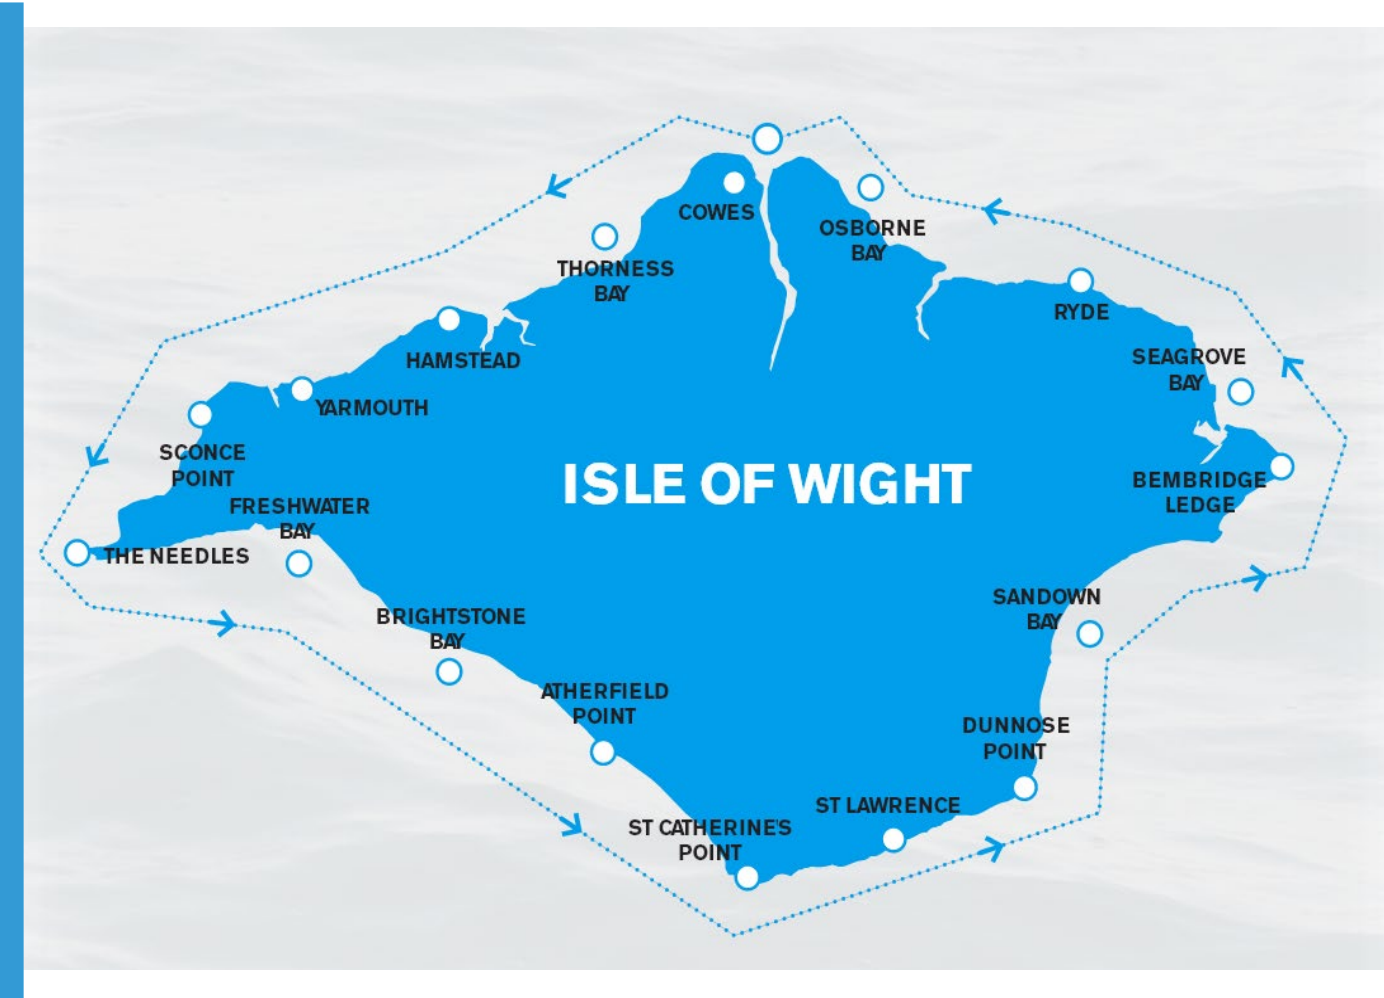 COWES
OSBORNE
BAY
THORNESS
BAY
RYDE
HAMSTEAD
SEAGROVE
BAY
YARMOUTH
SCONCE
POINT
ISLE OF WIGHT
BEMBRIDGE
LEDGE
FRESHWATER
BAY
THE NEEDLES
SANDOWN
BAY
BRIGHTSTONE
BAY
ATHERFIELD
POINT
DUNNOSE
POINT
ST LAWRENCE
ST CATHERINE'S
POINT